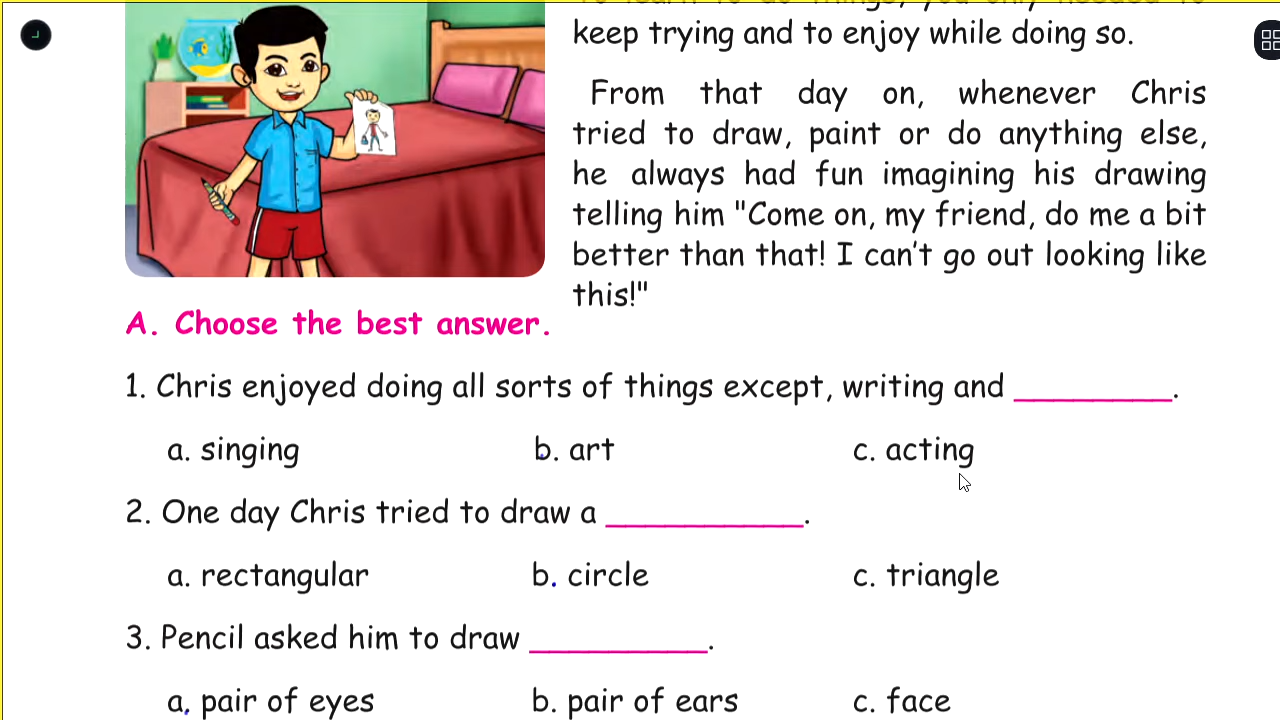 keep trying and to enjoy while doing so.
From that day on, whenever Chris
tried to draw, paint or do anything else,
he always had fun imagining his drawing
telling him "Come on, my friend, do me a bit
better than that! I can't go out looking like
this!"
A. Choose the best answer.
1. Chris enjoyed doing all sorts of things except, writing and ________.
a. singing b. art c. acting
2. One day Chris tried to draw a __________.
a. rectangular b. circle c. triangle
3. Pencil asked him to draw _________.
a. pair of eyes b. pair of ears c. face